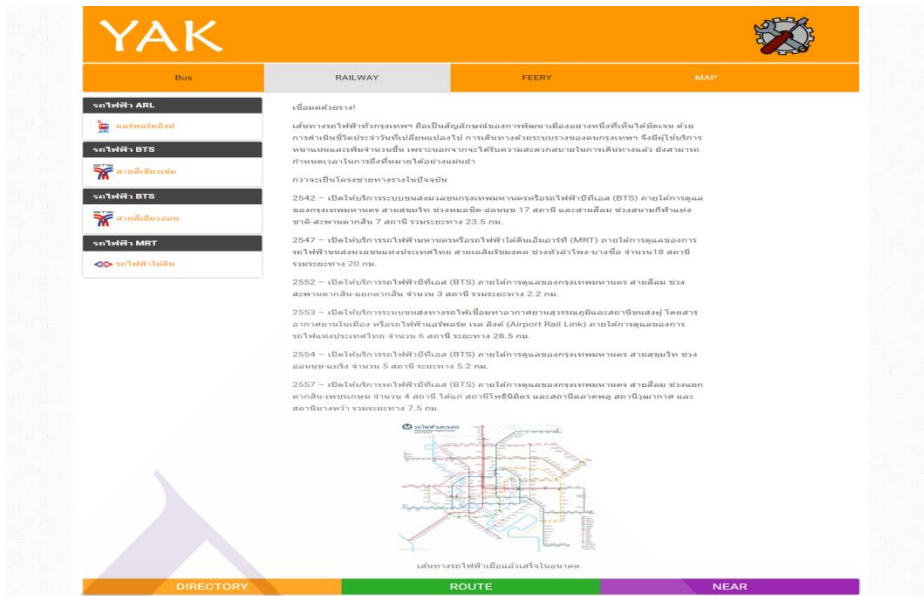 YAK
Bus
RAILWAY
FEERY
MAP
รถไฟฟ้า ARL
แอร์พอร์ตลิงค์
รถไฟฟ้า BTS
สายสีเขียวเข้ม
รถไฟฟ้า BTS
สายสีเขียวออน
รถไฟฟ้า MRT
รถไฟฟ้าใต้ดิน
เชื่อมต่อด้วยราง!
เส้นทางรถไฟฟ้าทั่วกรุงเทพฯ ถือเป็นสัญลักษณ์ของการพัฒนาเมืองอย่างหนึ่งที่เห็นได้ชัดเจน ด้วย
การดำเนินชีวิตประจำวันที่เปลี่ยนแปลงไป การเดินทางด้วยระบบรางของคนกรุงเทพฯ จึงมีผู้ใช้บริการ
หนาแน่นและเพิ่มจำนวนขึ้น เพราะนอกจากจะได้รับความสะดวกสบายในการเดินทางแล้ว ยังสามารถ
กำหนดเวลาในการถึงที่หมายได้อย่างแม่นยำ
กว่าจะเป็นโครงข่ายทางรางในปัจจุบัน
2542 – เปิดให้บริการระบบขนส่งมวลชนกรุงเทพมหานครหรือรถไฟฟ้าบีทีเอส (BTS) ภายใต้การดูแล
ของกรุงเทพมหานคร สายสุขุมวิท ช่วงหมอชิต-อ่อนนุช 17 สถานี และสายสีลม ช่วงสนามกีฬาแห่ง
ชาติ-สะพานตากสิน 7 สถานี รวมระยะทาง 23.5 กม.
2547 – เปิดให้บริการรถไฟฟ้ามหานครหรือรถไฟฟ้าใต้ดินเอ็มอาร์ที (MRT) ภายใต้การดูแลของการ
รถไฟฟ้าขนส่งมวลชนแห่งประเทศไทย สายเฉลิมรัชมงคล ช่วงหัวลำโพง-บางซื่อ จำนวน18 สถานี
รวมระยะทาง 20 กม.
2552 – เปิดให้บริการรถไฟฟ้าบีทีเอส (BTS) ภายใต้การดูแลของกรุงเทพมหานคร สายสีลม ช่วง
สะพานตากสิน-แยกตากสิน จำนวน 3 สถานี รวมระยะทาง 2.2 กม.
2553 – เปิดให้บริการระบบขนส่งทางรถไฟเชื่อมท่าอากาศยานสุวรรณภูมิและสถานีขนส่งผู้ โดยสาร
อากาศยานในเมือง หรือรถไฟฟ้าแอร์พอร์ต เรล ลิงค์ (Airport Rail Link) ภายใต้การดูแลของการ
รถไฟแห่งประเทศไทย จำนวน 6 สถานี ระยะทาง 28.5 กม.
2554 – เปิดให้บริการรถไฟฟ้าบีทีเอส (BTS) ภายใต้การดูแลของกรุงเทพมหานคร สายสุขุมวิท ช่วง
อ่อนนุช-แบริ่ง จำนวน 5 สถานี ระยะทาง 5.2 กม.
2557 – เปิดให้บริการรถไฟฟ้าบีทีเอส (BTS) ภายใต้การดูแลของกรุงเทพมหานคร สายสีลม ช่วงแยก
ตากสิน-เพชรเกษม จำนวน 4 สถานี ได้แก่ สถานีโพธินิมิตร และสถานีตลาดพลู สถานีวุฒากาศ และ
สถานีบางหว้า รวมระยะทาง 7.5 กม.
รถไฟฟ้ามหานคร
เส้นทางรถไฟฟ้าเมื่อแล้วเสร็จในอนาคต
DIRECTORY
ROUTE
NEAR